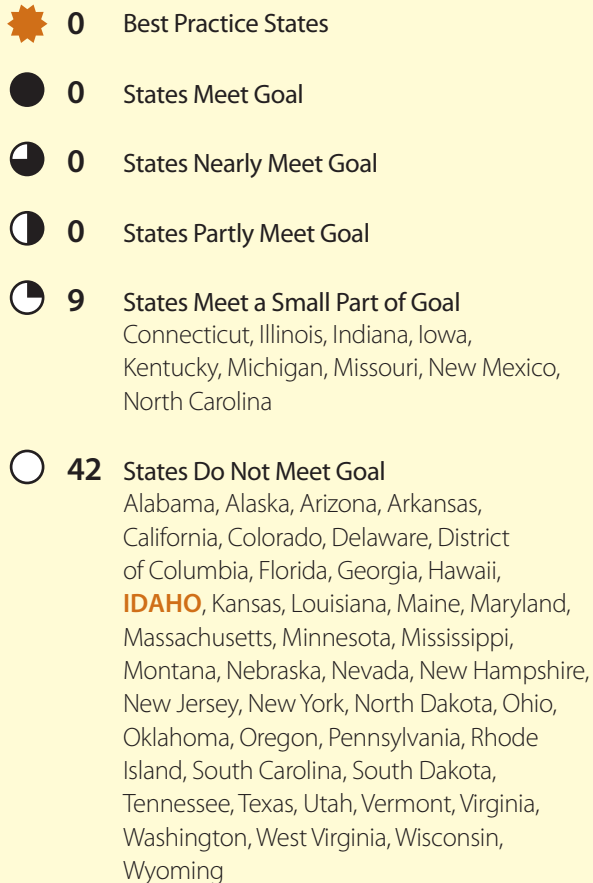 0 Best Practice States
0 States Meet Goal
0 States Nearly Meet Goal
0 States Partly Meet Goal
9 States Meet a Small Part of Goal
Connecticut, Illinois, Indiana, Iowa,
Kentucky, Michigan, Missouri, New Mexico,
North Carolina
42 States Do Not Meet Goal
Alabama, Alaska, Arizona, Arkansas,
California, Colorado, Delaware, District
of Columbia, Florida, Georgia, Hawaii,
IDAHO, Kansas, Louisiana, Maine, Maryland,
Massachusetts, Minnesota, Mississippi,
Montana, Nebraska, Nevada, New Hampshire,
New Jersey, New York, North Dakota, Ohio,
Oklahoma, Oregon, Pennsylvania, Rhode
Island, South Carolina, South Dakota,
Tennessee, Texas, Utah, Vermont, Virginia,
Washington, West Virginia, Wisconsin,
Wyoming